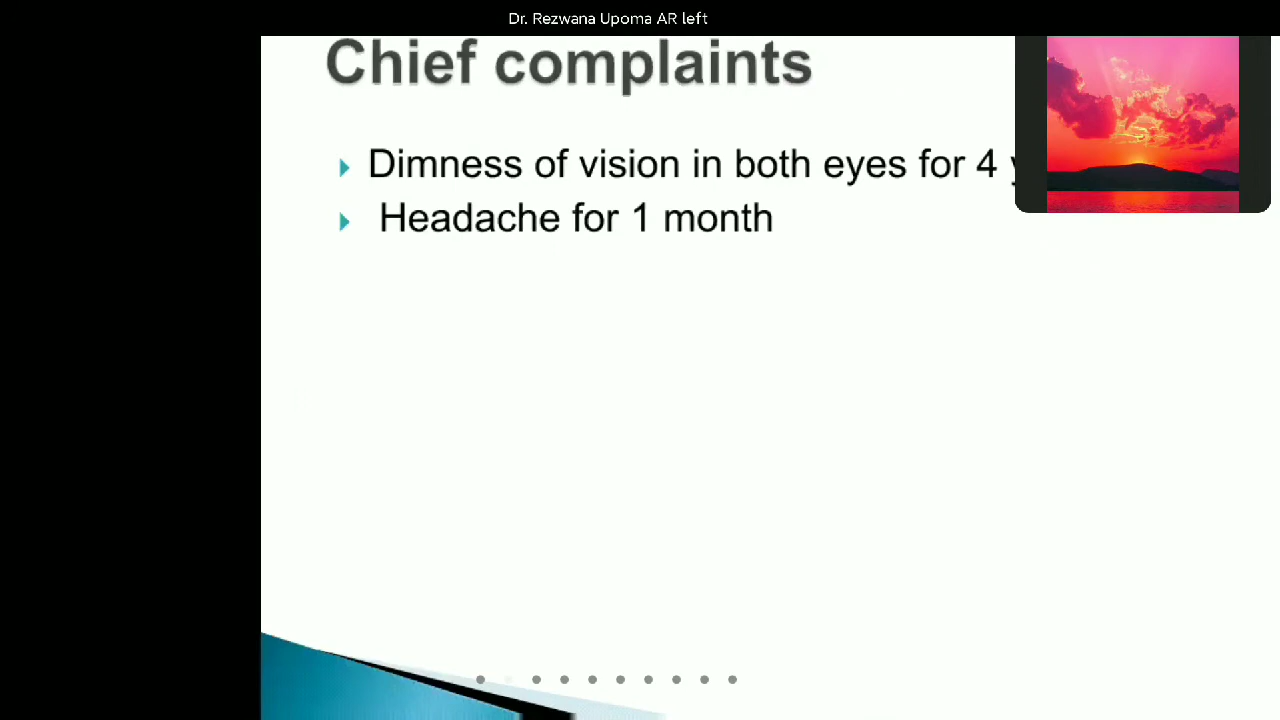 Dr. Rezwana Upoma AR left
Chief complaints
Dimness of vision in both eyes for 4
Headache for 1 month